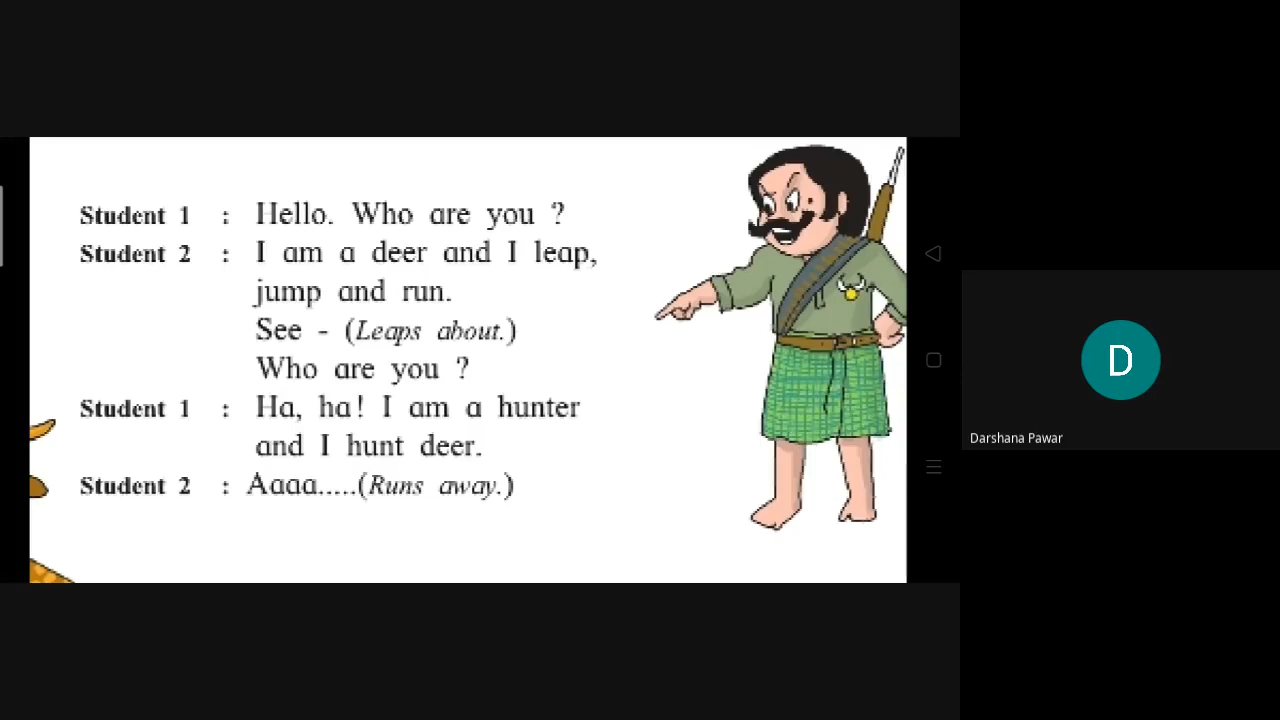 Student 1 : Hello. Who are you ?
Student 2 : I am a deer and I leap,
jump and run.
See - (Leaps about.)
Who are you ?
Student 1 : Ha, ha! I am a hunter
and I hunt deer.
Student 2 : Aaaa.....(Runs away.)
D
Darshana Pawar